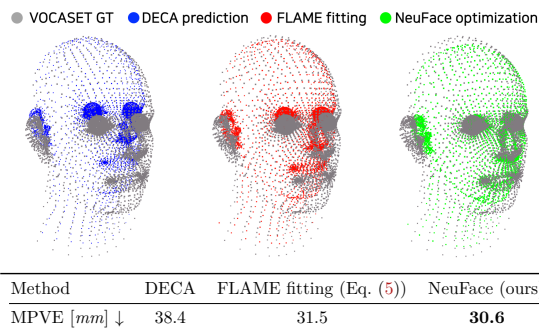 VOCASET GT DECA prediction FLAME fitting NeuFace optimization
Method DECA FLAME fitting (Eq. (5)) NeuFace (ours
MPVE [mm] ↓ 38.4 31.5 30.6